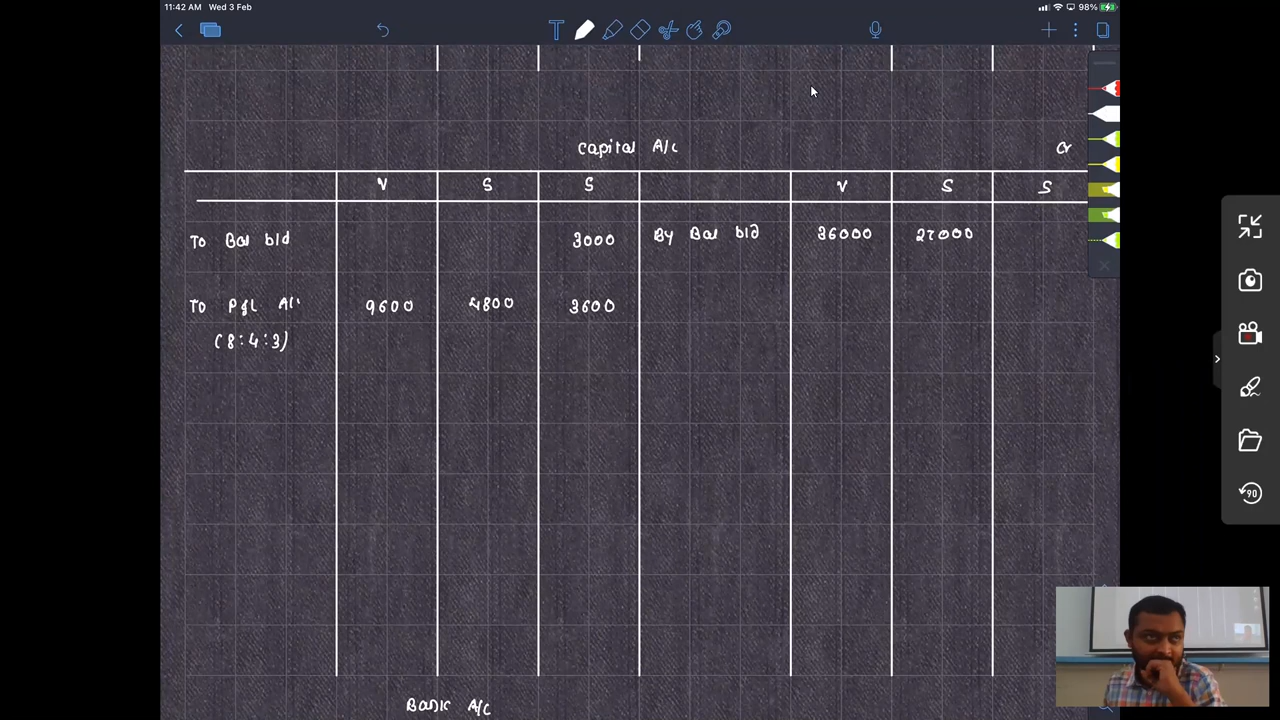 11:42 AM Wed 3 Feb
98%
Capital A/c
Cr
V S S V S S
To Bal b/d 3000 By Bal b/d 36000 27000
To P&L A/c 9600 4800 3600
(8:4:3)
Bank A/c
90